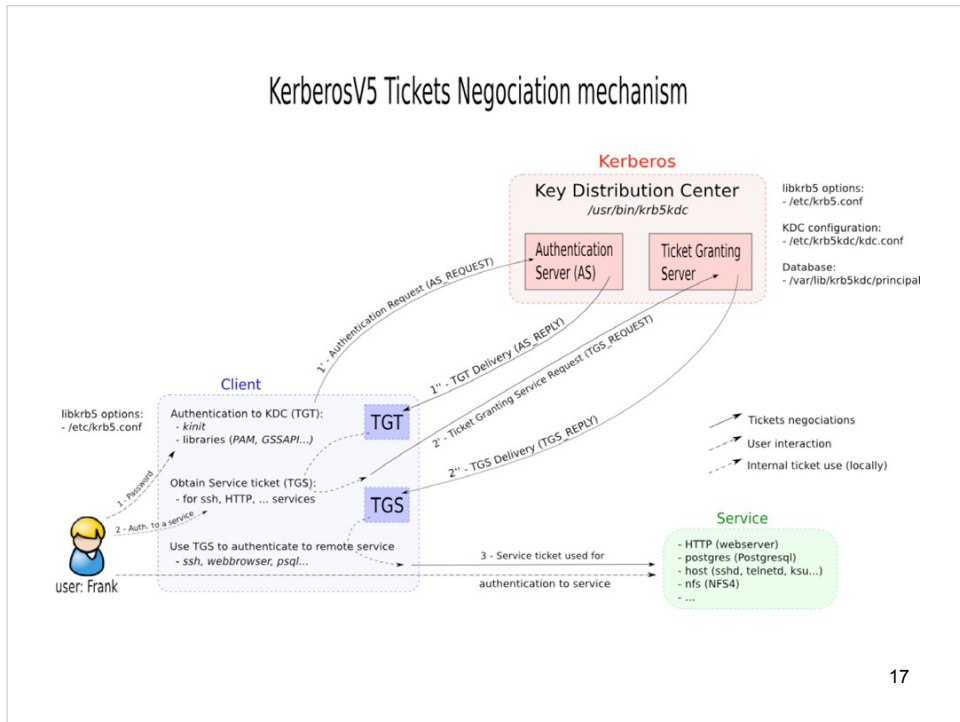 KerberosV5 Tickets Negociation mechanism
Kerberos
Key Distribution Center
/usr/bin/krb5kdc
Authentication
Server (AS)
Ticket Granting
Server
libkrb5 options:
- /etc/krb5.conf
KDC configuration:
- /etc/krb5kdc/kdc.conf
Database:
- /var/lib/krb5kdc/principal
1' - Authentication Request (AS_REQUEST)
1'' - TGT Delivery (AS_REPLY)
2' - Ticket Granting Service Request (TGS_REQUEST)
2'' - TGS Delivery (TGS_REPLY)
Client
libkrb5 options:
- /etc/krb5.conf
Authentication to KDC (TGT):
- kinit
- libraries (PAM, GSSAPI...)
TGT
Obtain Service ticket (TGS):
- for ssh, HTTP, ... services
TGS
Use TGS to authenticate to remote service
- ssh, webbrowser, psql...
1 - Password
2 - Auth. to a service
user: Frank
3 - Service ticket used for
authentication to service
Tickets negociations
User interaction
Internal ticket use (locally)
Service
- HTTP (webserver)
- postgres (Postgresql)
- host (sshd, telnetd, ksu...)
- nfs (NFS4)
- ...
17